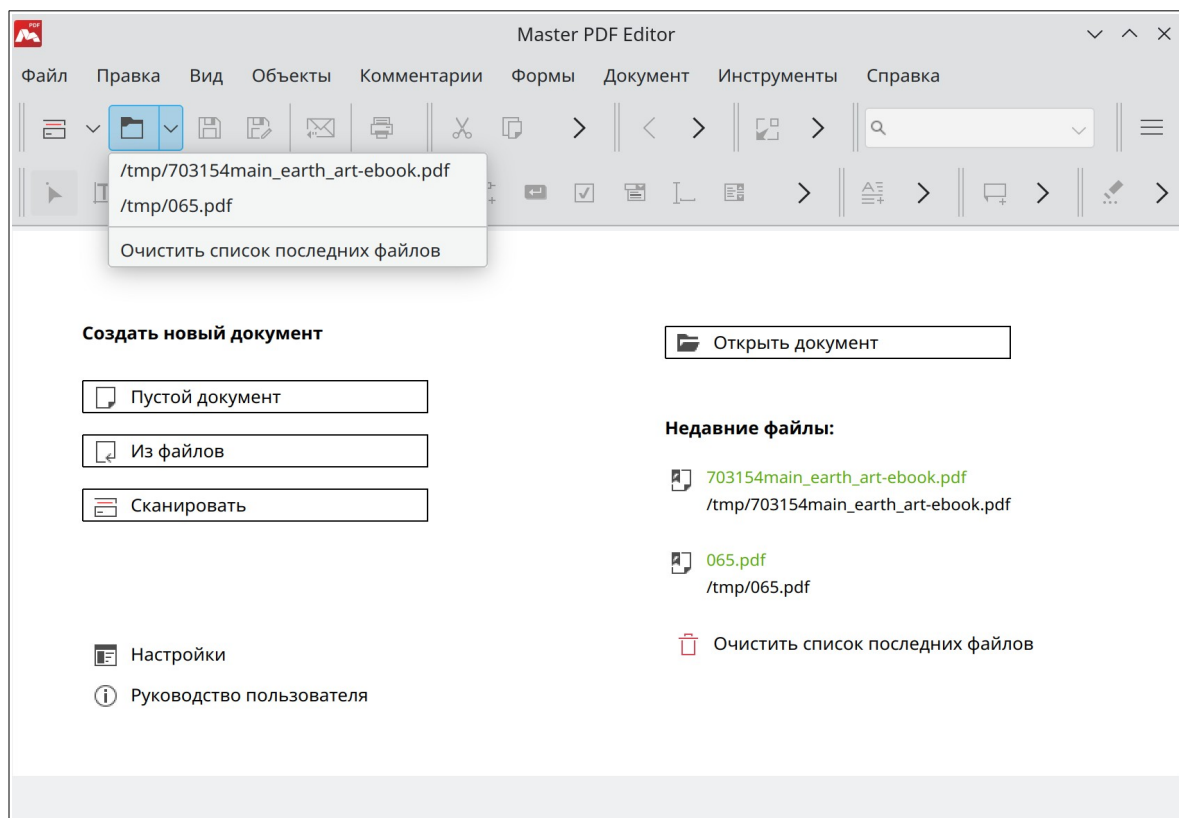 PDF
Master PDF Editor
Файл Правка Вид Объекты Комментарии Формы Документ Инструменты Справка
/tmp/703154main_earth_art-ebook.pdf
/tmp/065.pdf
Очистить список последних файлов
Создать новый документ
Пустой документ
Из файлов
Сканировать
Настройки
Руководство пользователя
Открыть документ
Недавние файлы:
703154main_earth_art-ebook.pdf
/tmp/703154main_earth_art-ebook.pdf
065.pdf
/tmp/065.pdf
Очистить список последних файлов